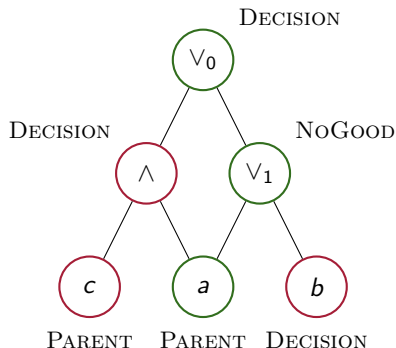 DECISION
∨₀
DECISION
NOGOOD
∧
∨₁
c
a
b
PARENT PARENT DECISION